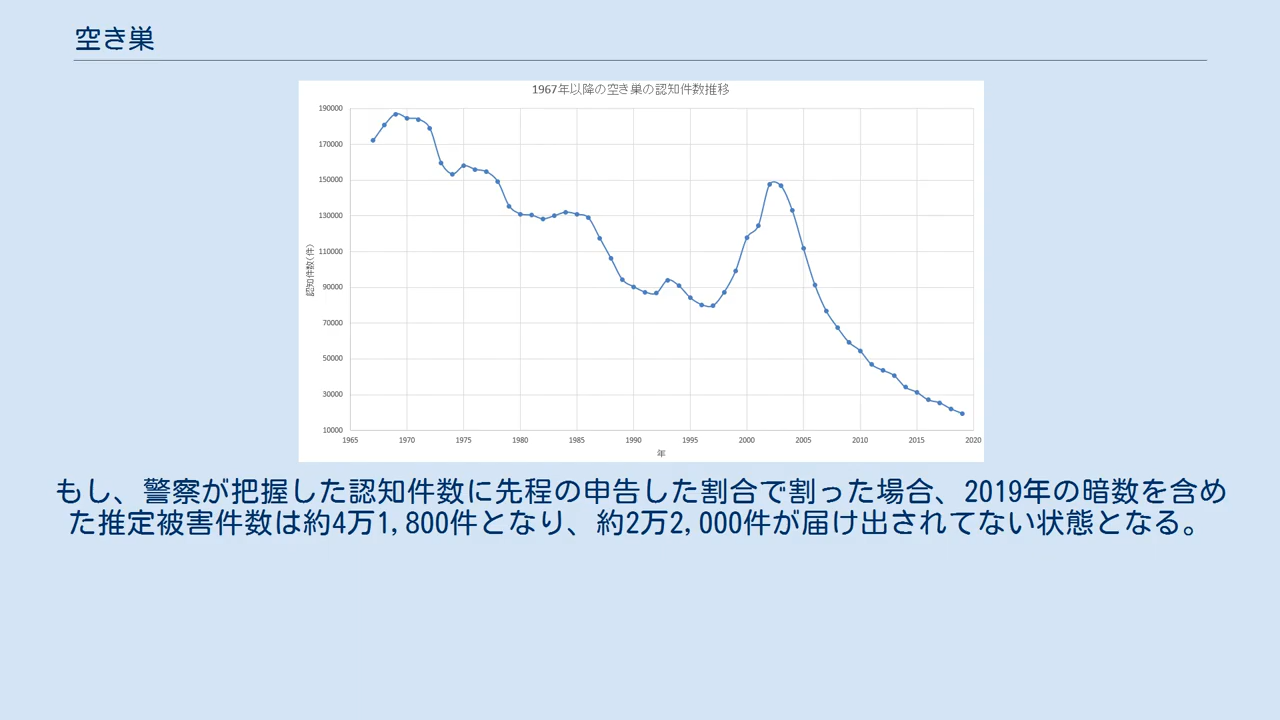 空き巣
1967年以降の空き巣の認知件数推移
190000
170000
150000
130000
110000
90000
70000
50000
30000
10000
認知件数(件)
1965 1970 1975 1980 1985 1990 1995 2000 2005 2010 2015 2020
年
もし、警察が把握した認知件数に先程の申告した割合で割った場合、2019年の暗数を含め
た推定被害件数は約4万1,800件となり、約2万2,000件が届け出されてない状態となる。